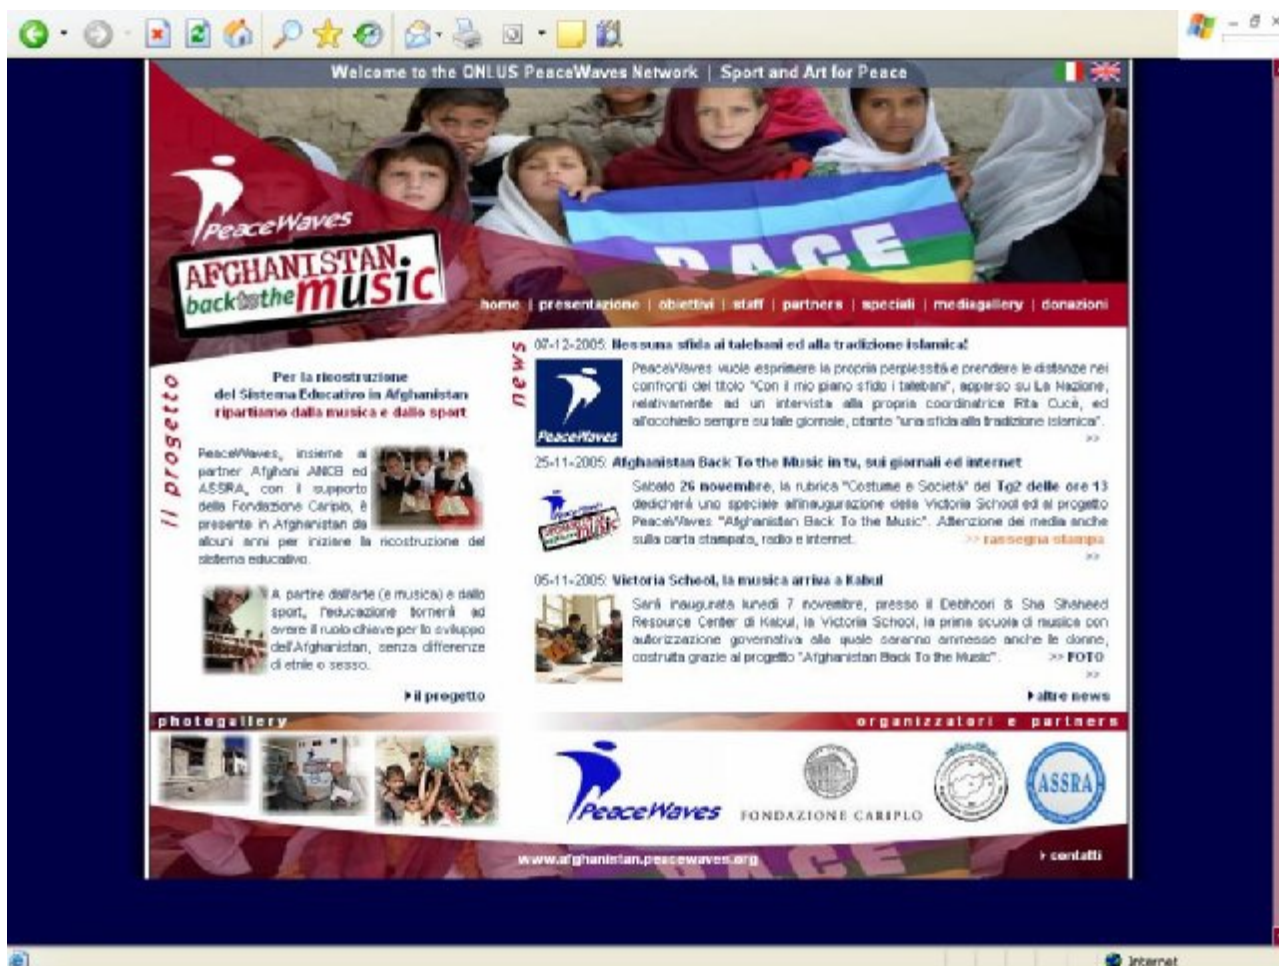 Welcome to the ONLUS PeaceWaves Network | Sport and Art for Peace
PeaceWaves
PACE
AFGHANISTAN
back to the music
home | presentazione | obiettivi | staff | partners | speciali | mediagallery | donazioni
il progetto
Per la ricostruzione
del Sistema Educativo in Afghanistan
ripartiamo dalla musica e dallo sport
PeaceWaves, insieme ai
partner Afghani ANCB ed
ASSRA, con il supporto
della Fondazione Cariplo, è
presente in Afghanistan da
alcuni anni per iniziare la ricostruzione del
sistema educativo.
A partire dall'arte (e musica) e dallo
sport, l'educazione tornerà ad
avere il ruolo chiave per lo sviluppo
dell'Afghanistan, senza differenze
di etnie o sesso.
il progetto
news
07-12-2005: Nessuna sfida ai talebani ed alla tradizione islamica!
PeaceWaves
PeaceWaves vuole esprimere la propria perplessità e prendere le distanze nei
confronti del titolo "Con il mio piano sfido i talebani", apparso su La Nazione,
relativamente ad un intervista alla propria coordinatrice Rita Cucè, ed
all'occhiello sempre su tale giornale, citante "una sfida alla tradizione islamica".
>>
25-11-2005: Afghanistan Back To the Music in tv, sui giornali ed internet
Sabato 26 novembre, la rubrica "Costume e Società" del Tg2 delle ore 13
dedicherà uno speciale all'inaugurazione della Victoria School ed al progetto
PeaceWaves "Afghanistan Back To the Music". Attenzione dei media anche
sulla carta stampata, radio e internet. >> rassegna stampa
>>
05-11-2005: Victoria School, la musica arriva a Kabul
Sarà inaugurata lunedì 7 novembre, presso il Debhoori & Sha Shaheed
Resource Center di Kabul, la Victoria School, la prima scuola di musica con
autorizzazione governativa alla quale saranno ammesse anche le donne,
costruita grazie al progetto "Afghanistan Back To the Music". >> FOTO
>>
altre news
photogallery
organizzatori e partners
PeaceWaves
FONDAZIONE CARIPLO
ASSRA
www.afghanistan.peacewaves.org
contatti
Internet